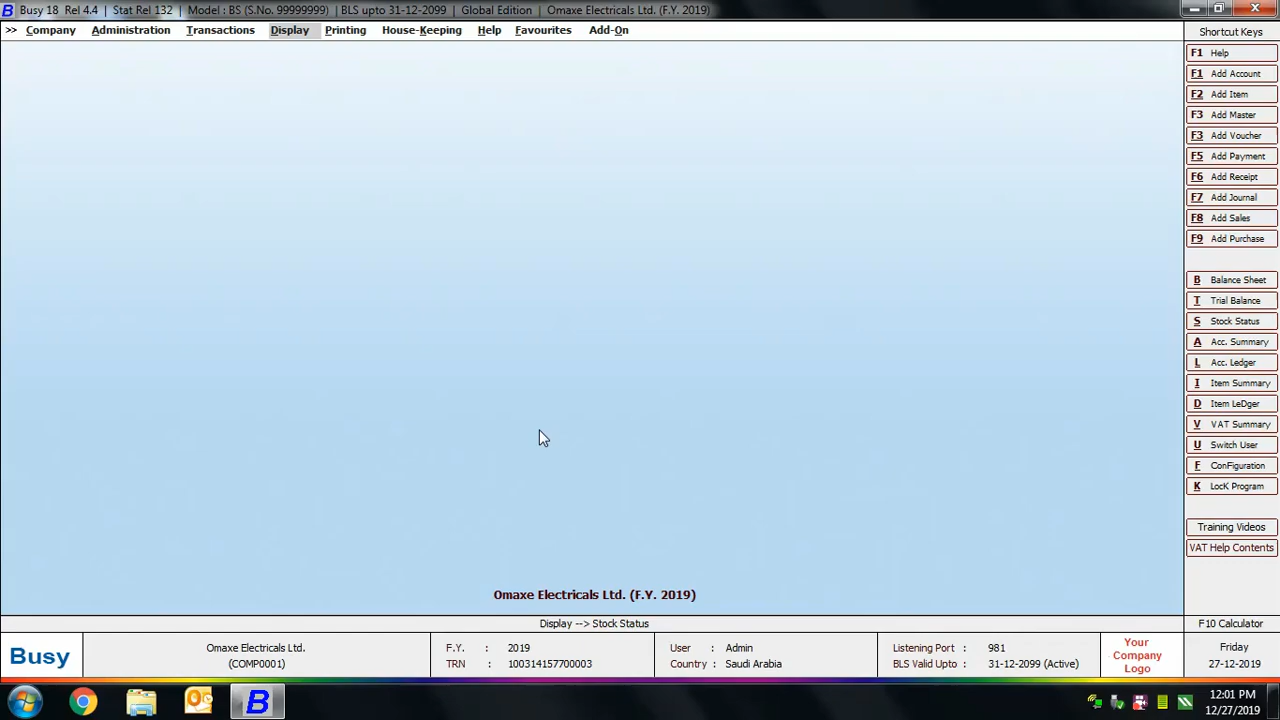 Busy 18 Rel 4.4 | Stat Rel 132 | Model : BS (S.No. 99999999) | BLS upto 31-12-2099 | Global Edition | Omaxe Electricals Ltd. (F.Y. 2019)
>> Company Administration Transactions Display Printing House-Keeping Help Favourites Add-On
Shortcut Keys
F1 Help
F1 Add Account
F2 Add Item
F3 Add Master
F3 Add Voucher
F5 Add Payment
F6 Add Receipt
F7 Add Journal
F8 Add Sales
F9 Add Purchase
B Balance Sheet
T Trial Balance
S Stock Status
A Acc. Summary
L Acc. Ledger
I Item Summary
D Item LeDger
V VAT Summary
U Switch User
F ConFiguration
K LocK Program
Training Videos
VAT Help Contents
Omaxe Electricals Ltd. (F.Y. 2019)
Display --> Stock Status
F10 Calculator
Busy
Omaxe Electricals Ltd.
(COMP0001)
F.Y. : 2019
TRN : 100314157700003
User : Admin
Country : Saudi Arabia
Listening Port : 981
BLS Valid Upto : 31-12-2099 (Active)
Your
Company
Logo
Friday
27-12-2019
12:01 PM
12/27/2019